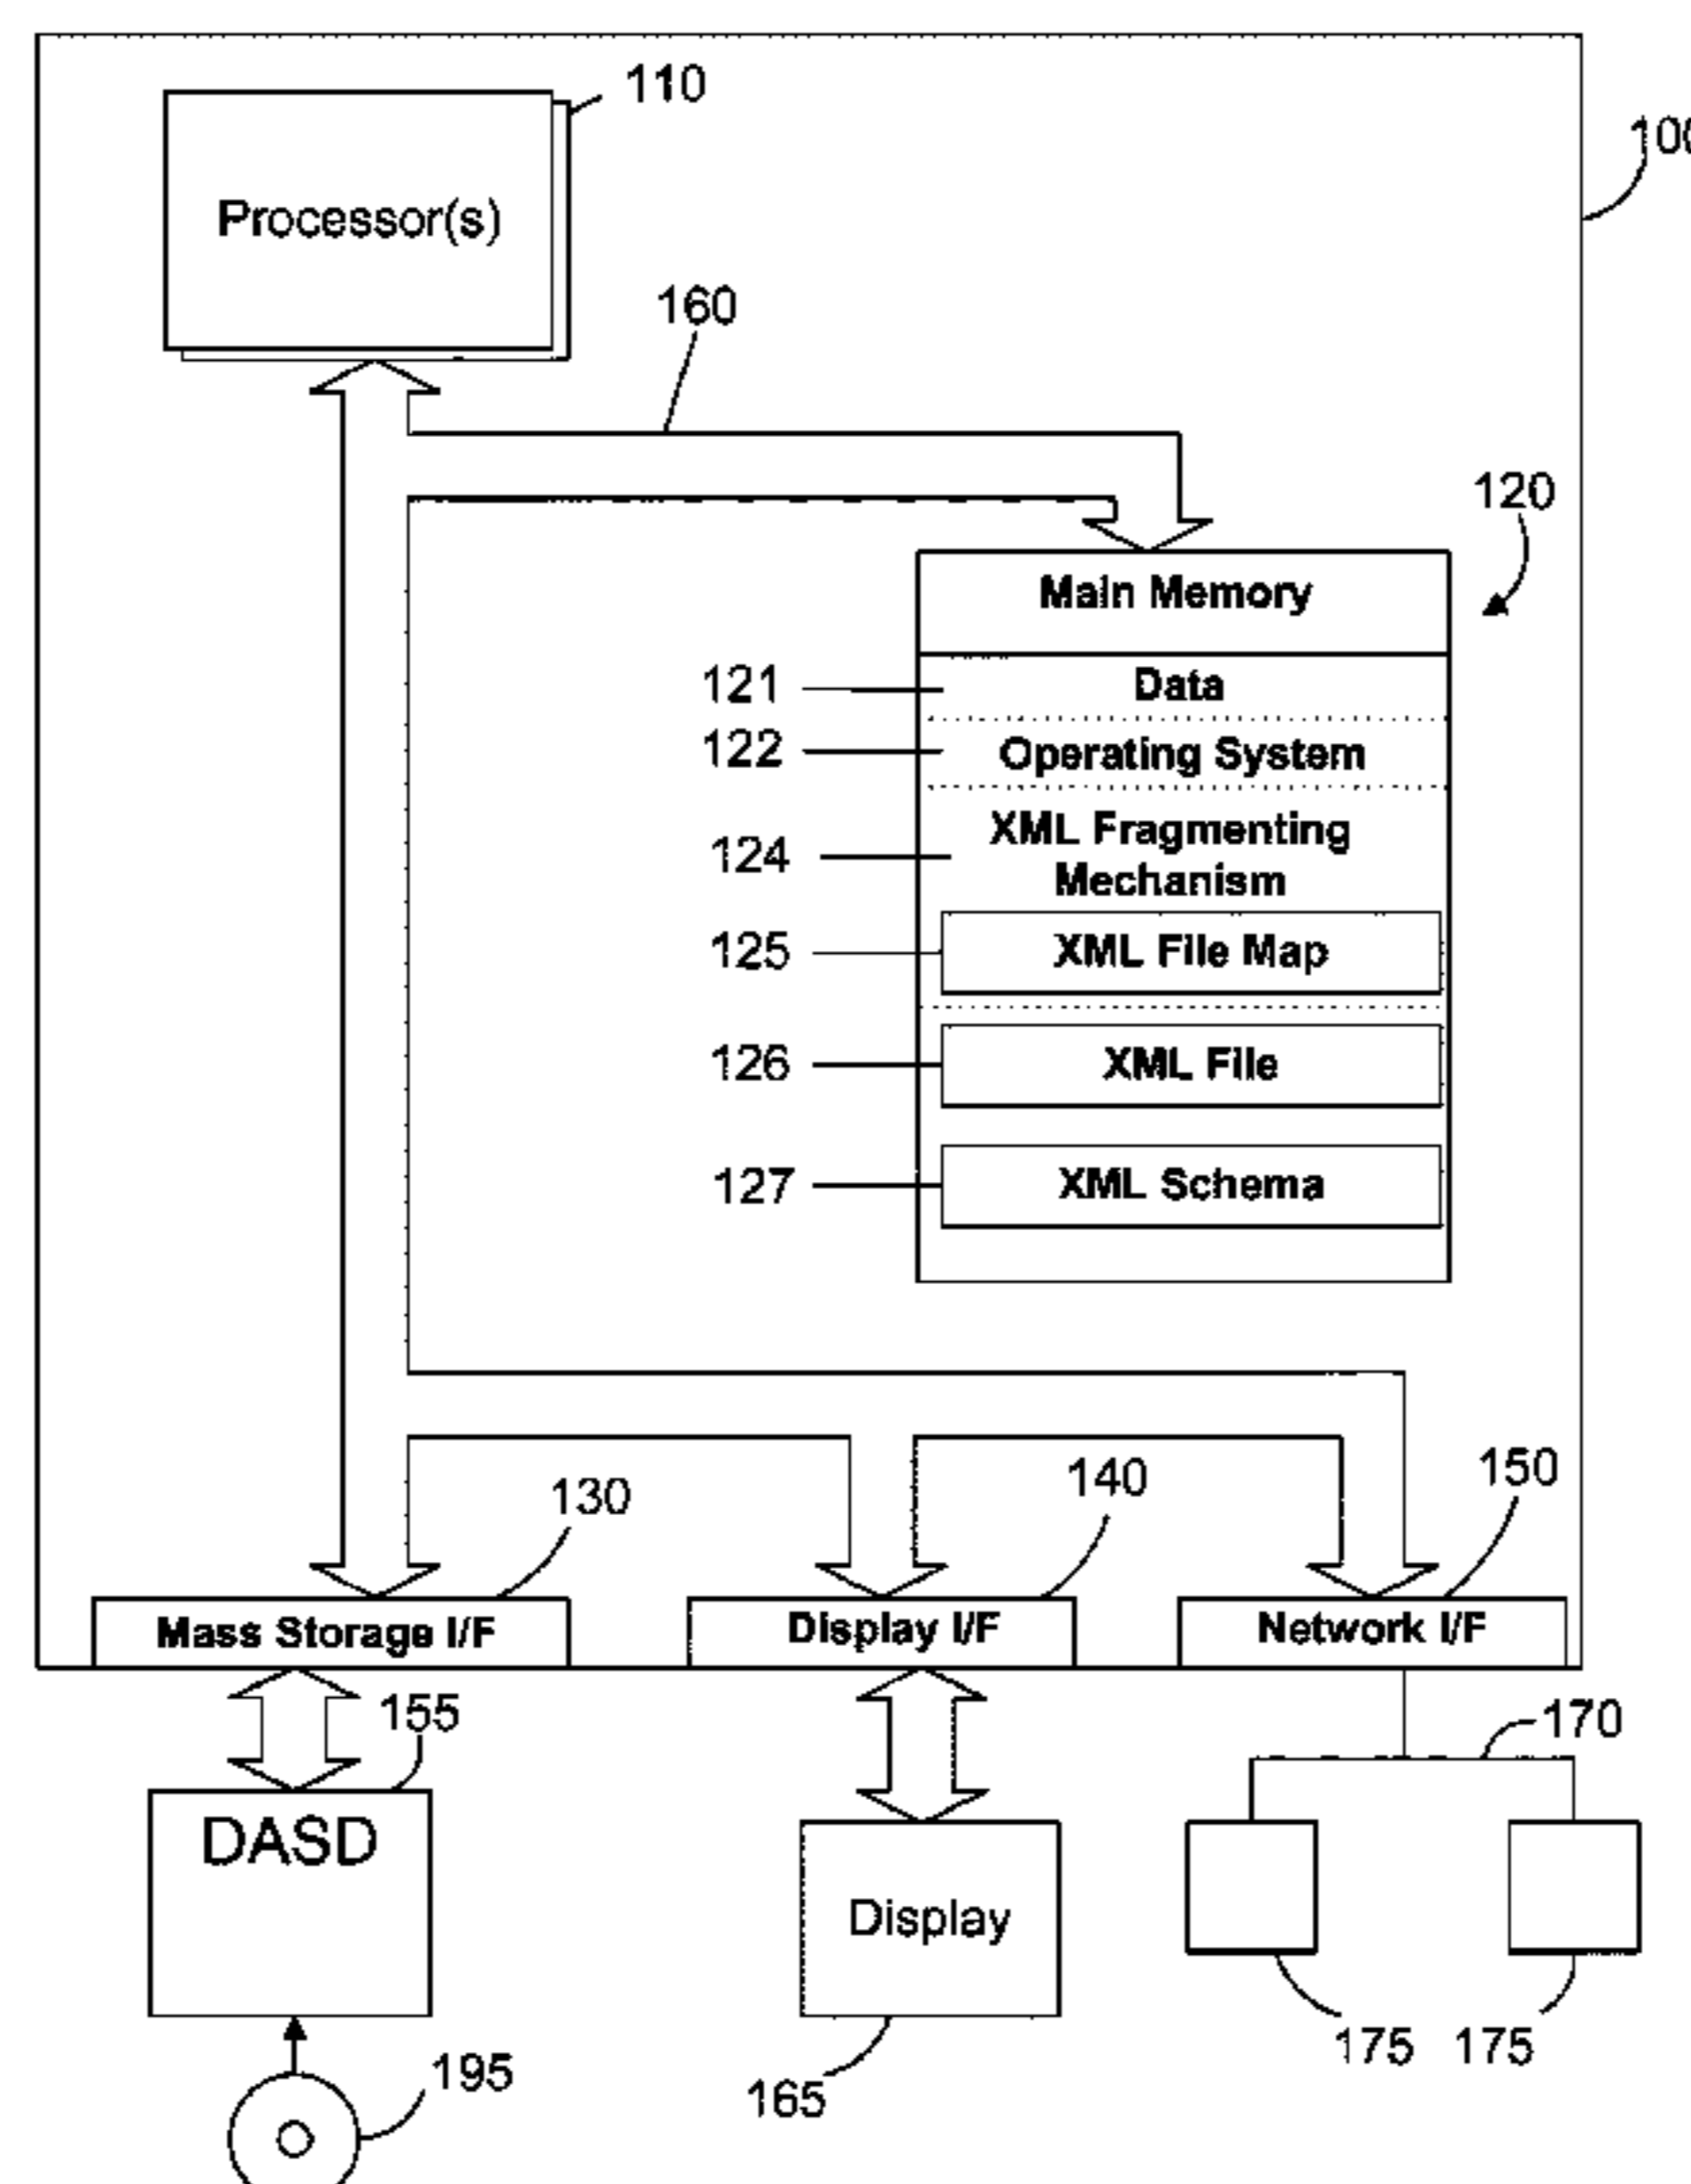 110
100
Processor(s)
160
120
Main Memory
121
Data
122
Operating System
124
XML Fragmenting
Mechanism
125
XML File Map
126
XML File
127
XML Schema
130
140
150
Mass Storage I/F
Display I/F
Network I/F
155
170
DASD
Display
175
175
195
165